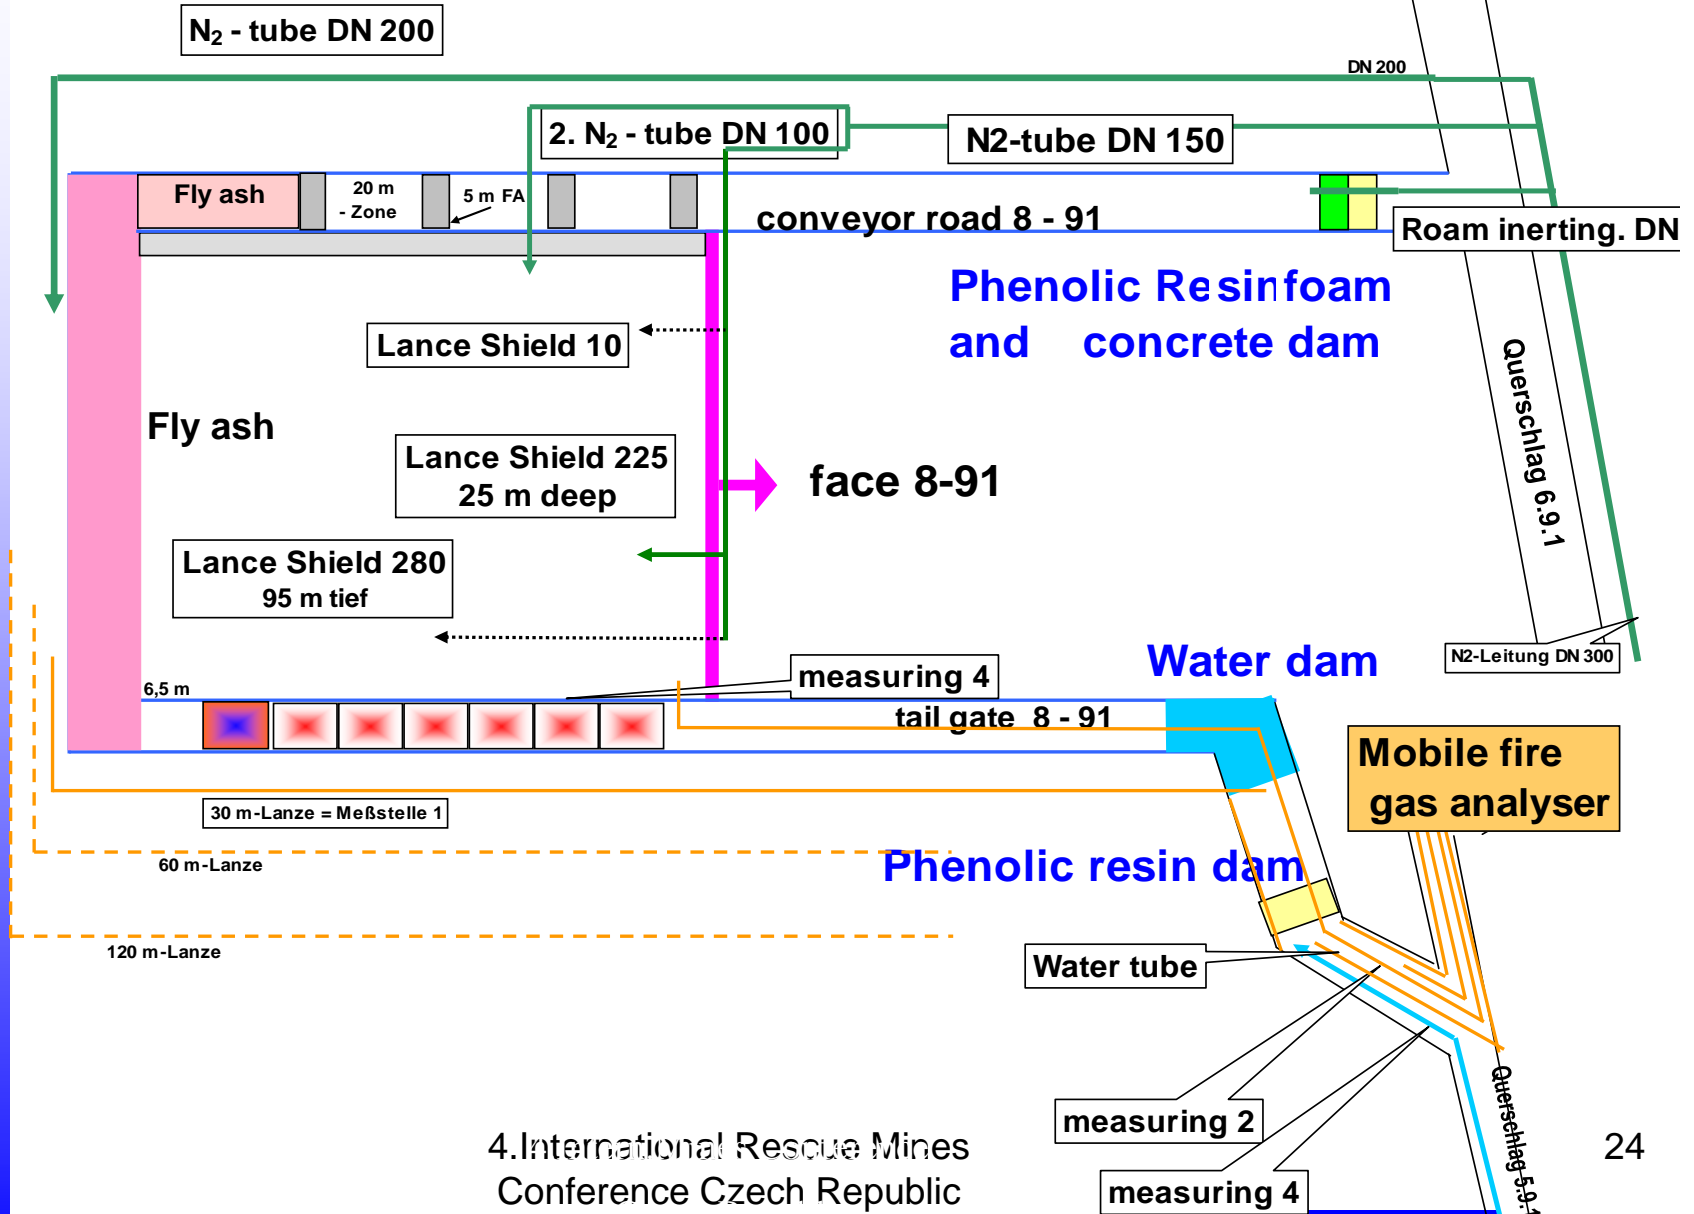 N₂ - tube DN 200
DN 200
2. N₂ - tube DN 100
N2-tube DN 150
Fly ash
20 m
- Zone
5 m FA
conveyor road 8 - 91
Roam inerting. DN
Phenolic Resinfoam
and concrete dam
Lance Shield 10
Querschlag 6.9.1
Fly ash
Lance Shield 225
25 m deep
face 8-91
Lance Shield 280
95 m tief
Water dam
N2-Leitung DN 300
measuring 4
6,5 m
tail gate 8 - 91
Mobile fire
gas analyser
30 m-Lanze = Meßstelle 1
60 m-Lanze
Phenolic resin dam
120 m-Lanze
Water tube
Querschlag 5.9.1
measuring 2
measuring 4
4.International Rescue Mines
Conference Czech Republic
24